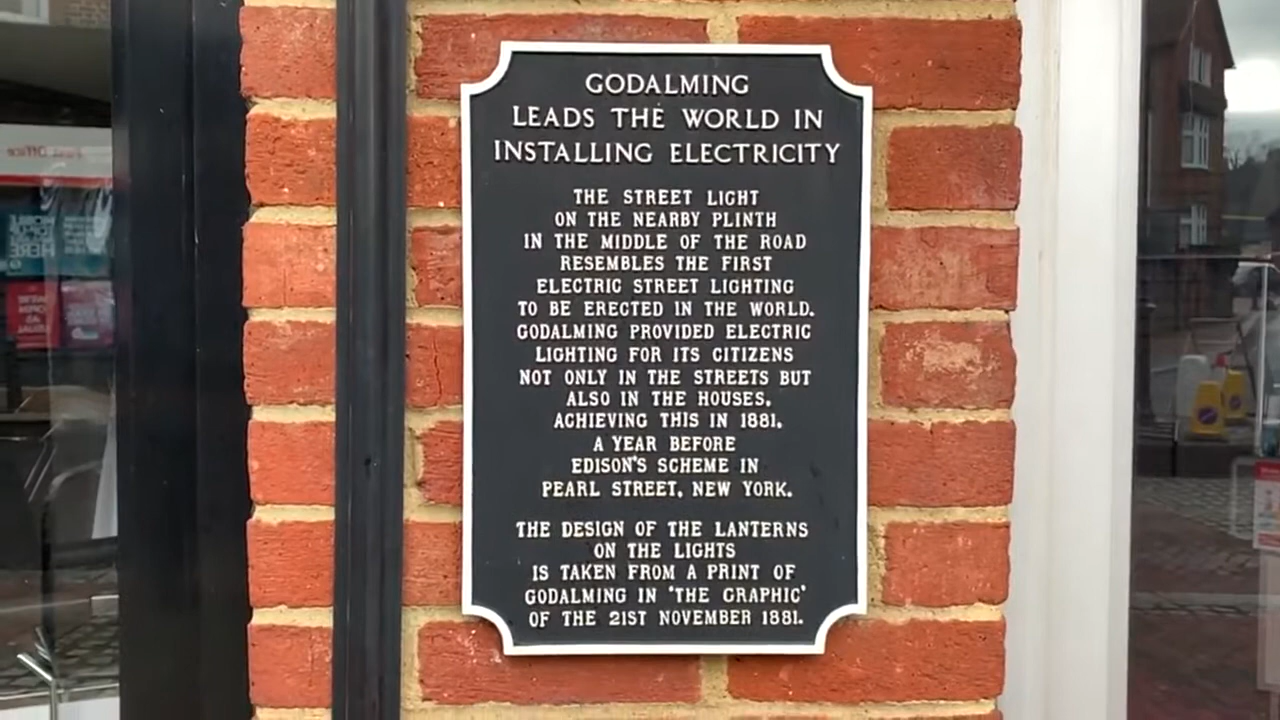 GODALMING
LEADS THE WORLD IN
INSTALLING ELECTRICITY
THE STREET LIGHT
ON THE NEARBY PLINTH
IN THE MIDDLE OF THE ROAD
RESEMBLES THE FIRST
ELECTRIC STREET LIGHTING
TO BE ERECTED IN THE WORLD.
GODALMING PROVIDED ELECTRIC
LIGHTING FOR ITS CITIZENS
NOT ONLY IN THE STREETS BUT
ALSO IN THE HOUSES,
ACHIEVING THIS IN 1881,
A YEAR BEFORE
EDISON'S SCHEME IN
PEARL STREET, NEW YORK.
THE DESIGN OF THE LANTERNS
ON THE LIGHTS
IS TAKEN FROM A PRINT OF
GODALMING IN 'THE GRAPHIC'
OF THE 21ST NOVEMBER 1881.
Post Office